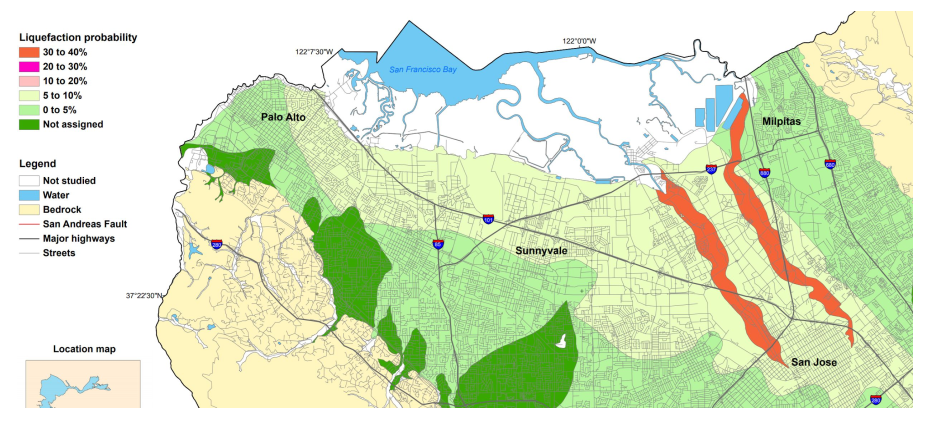 Liquefaction probability
30 to 40%
20 to 30%
10 to 20%
5 to 10%
0 to 5%
Not assigned
Legend
Not studied
Water
Bedrock
San Andreas Fault
Major highways
Streets
Location map
122°7'30"W
122°0'0"W
San Francisco Bay
Palo Alto
Milpitas
237
680
880
101
280
85
Sunnyvale
37°22'30"N
San Jose
280